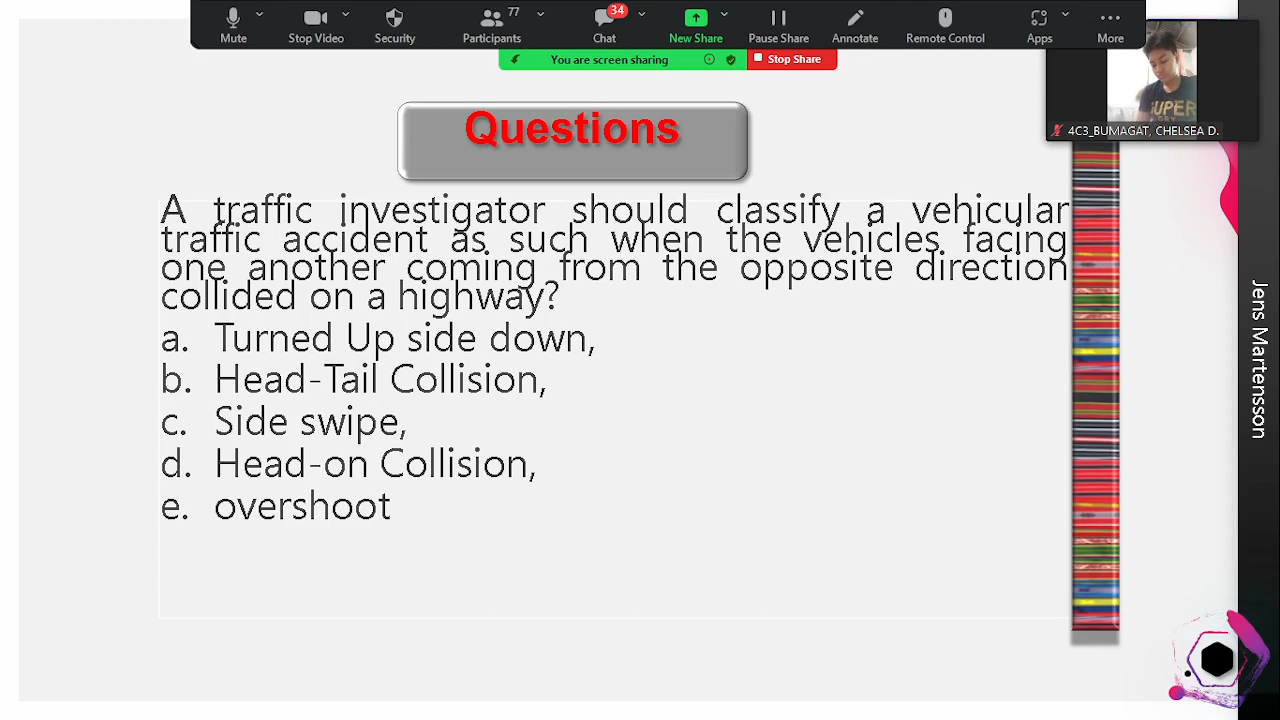 77
34
Mute
Stop Video
Security
Participants
Chat
New Share
Pause Share
Annotate
Remote Control
Apps
More
You are screen sharing
Stop Share
SUPER
4C3_BUMAGAT, CHELSEA D.
Questions
A traffic investigator should classify a vehicular
traffic accident as such when the vehicles facing
one another coming from the opposite direction
collided on a highway?
a. Turned Up side down,
b. Head-Tail Collision,
c. Side swipe,
d. Head-on Collision,
e. overshoot
Jens Martensson